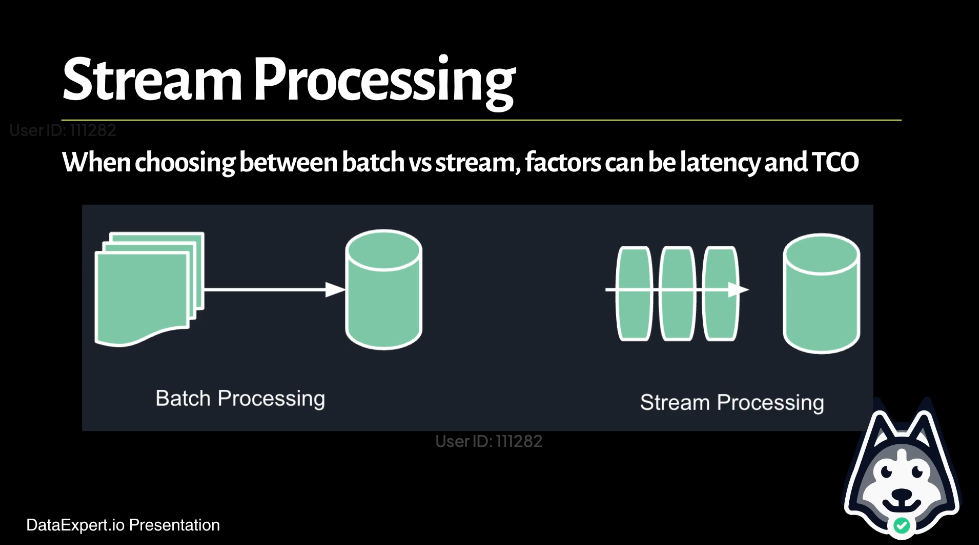 Stream Processing
User ID: 111282
When choosing between batch vs stream, factors can be latency and TCO
Batch Processing
Stream Processing
User ID: 111282
DataExpert.io Presentation